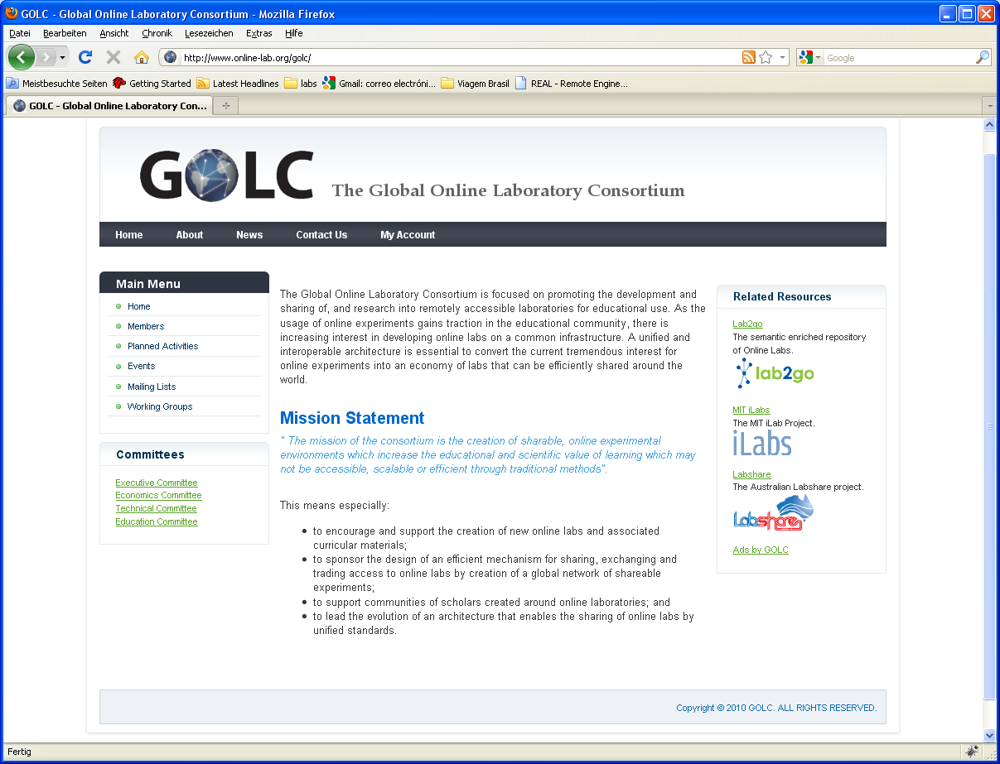 GOLC - Global Online Laboratory Consortium - Mozilla Firefox
Datei Bearbeiten Ansicht Chronik Lesezeichen Extras Hilfe
http://www.online-lab.org/golc/
Google
Meistbesuchte Seiten Getting Started Latest Headlines labs Gmail: correo electróni... Viagem Brasil REAL - Remote Engine...
GOLC - Global Online Laboratory Con...
GOLC The Global Online Laboratory Consortium
Home About News Contact Us My Account
Main Menu
Home
Members
Planned Activities
Events
Mailing Lists
Working Groups
Committees
Executive Committee
Economics Committee
Technical Committee
Education Committee
The Global Online Laboratory Consortium is focused on promoting the development and
sharing of, and research into remotely accessible laboratories for educational use. As the
usage of online experiments gains traction in the educational community, there is
increasing interest in developing online labs on a common infrastructure. A unified and
interoperable architecture is essential to convert the current tremendous interest for
online experiments into an economy of labs that can be efficiently shared around the
world.
Mission Statement
" The mission of the consortium is the creation of sharable, online experimental
environments which increase the educational and scientific value of learning which may
not be accessible, scalable or efficient through traditional methods".
This means especially:
• to encourage and support the creation of new online labs and associated
curricular materials;
• to sponsor the design of an efficient mechanism for sharing, exchanging and
trading access to online labs by creation of a global network of shareable
experiments;
• to support communities of scholars created around online laboratories; and
• to lead the evolution of an architecture that enables the sharing of online labs by
unified standards.
Related Resources
Lab2go
The semantic enriched repository
of Online Labs.
lab2go
MIT iLabs
The MIT iLab Project.
iLabs
Labshare
The Australian Labshare project.
Labshare
Ads by GOLC
Copyright © 2010 GOLC. ALL RIGHTS RESERVED.
Fertig